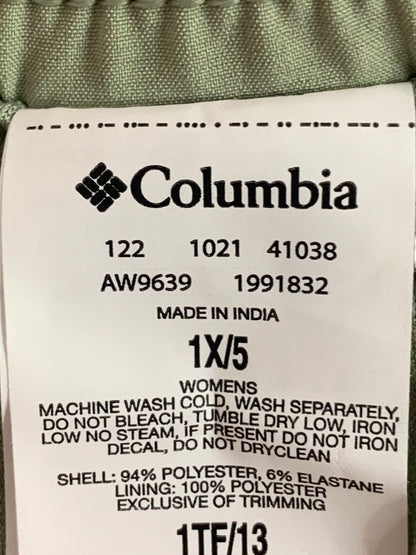 Columbia
122 1021 41038
AW9639 1991832
MADE IN INDIA
1X/5
WOMENS
MACHINE WASH COLD, WASH SEPARATELY,
DO NOT BLEACH, TUMBLE DRY LOW, IRON
LOW NO STEAM, IF PRESENT DO NOT IRON
DECAL, DO NOT DRYCLEAN
SHELL: 94% POLYESTER, 6% ELASTANE
LINING: 100% POLYESTER
EXCLUSIVE OF TRIMMING
1TF/13